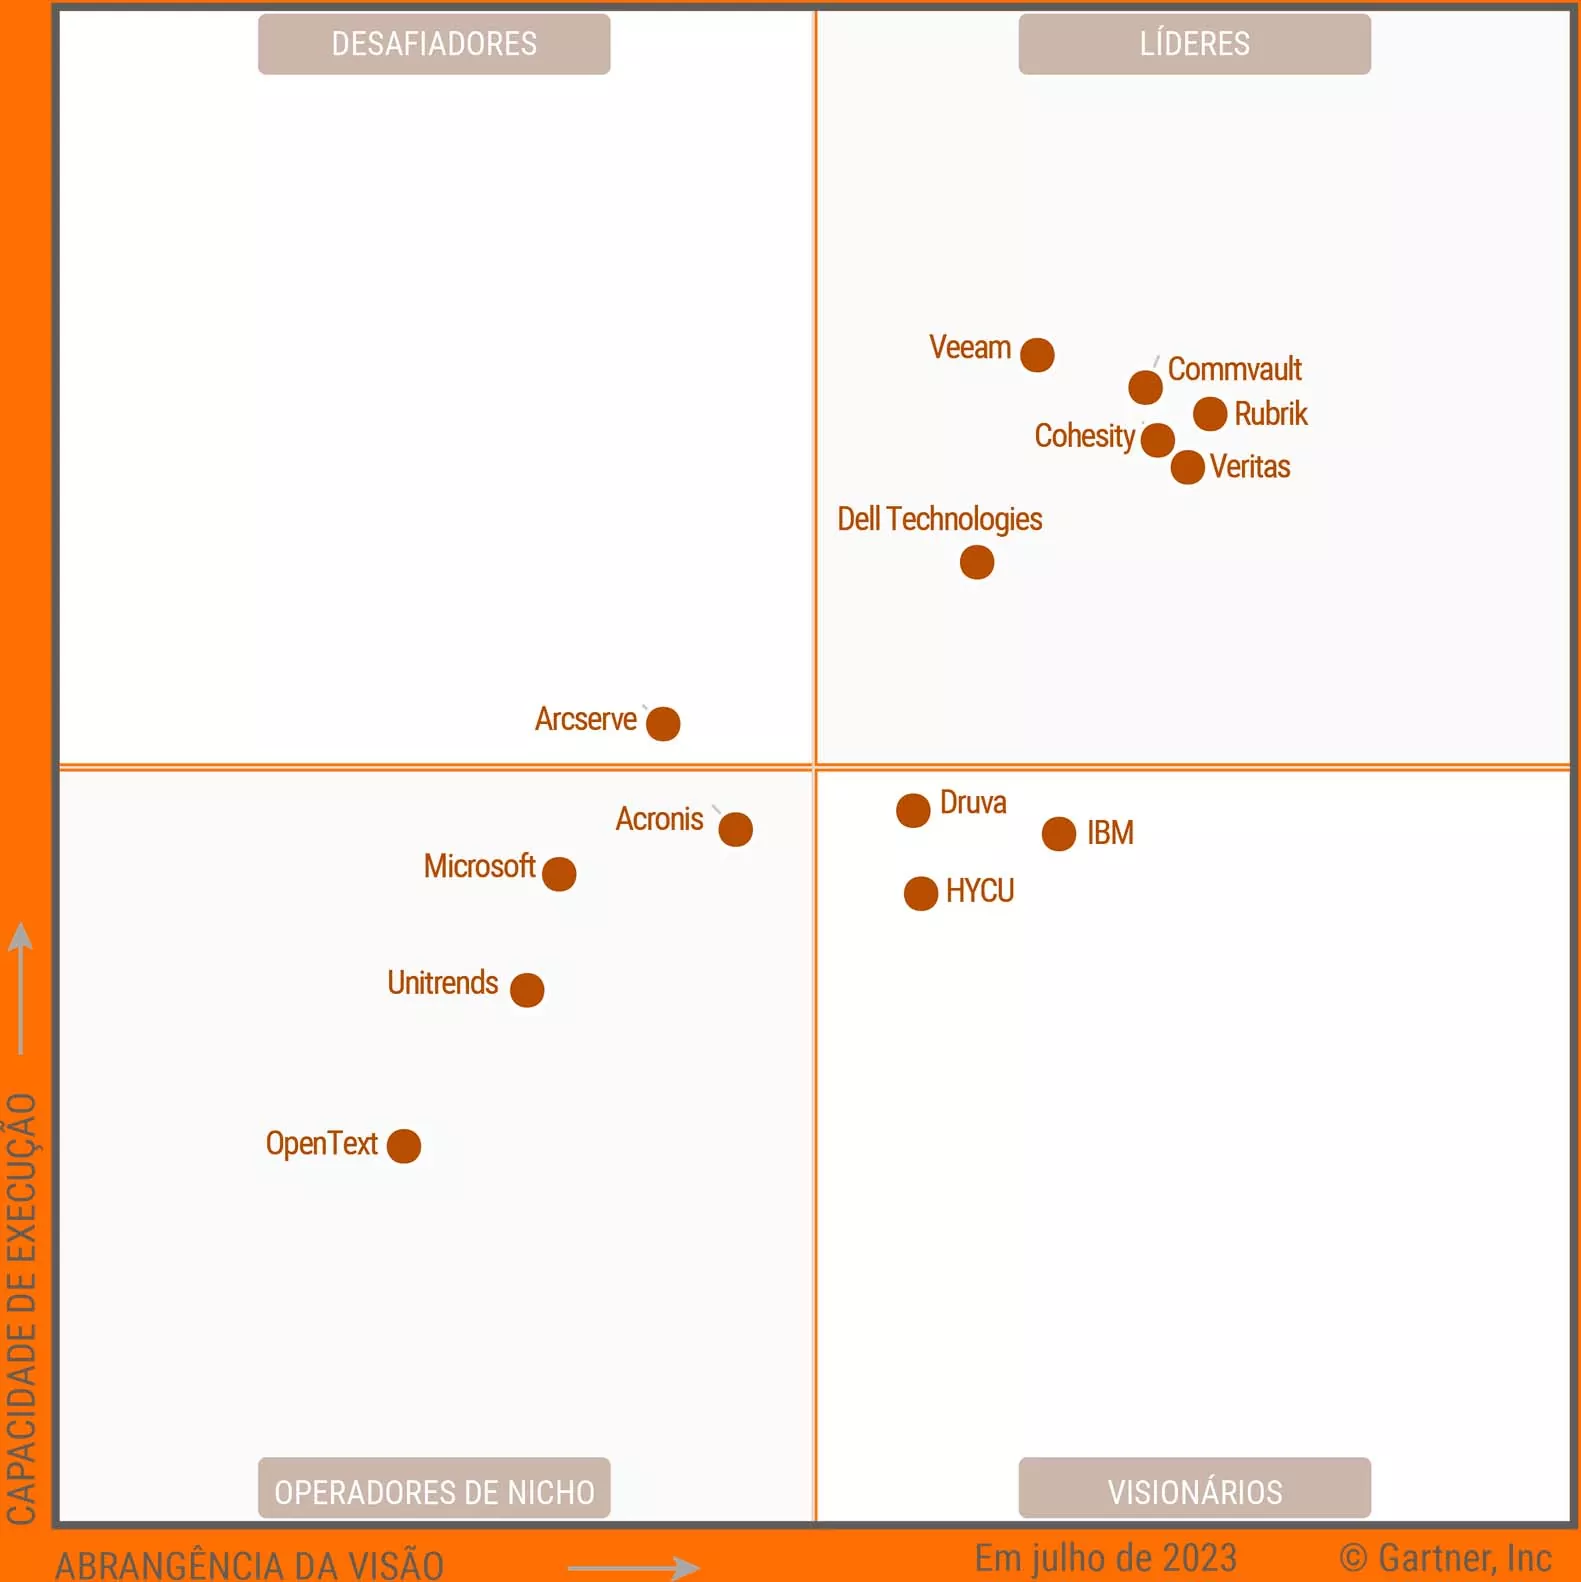 DESAFIADORES
LÍDERES
Veeam
Commvault
Rubrik
Cohesity
Veritas
Dell Technologies
Arcserve
Druva
Acronis
IBM
Microsoft
HYCU
Unitrends
OpenText
OPERADORES DE NICHO
VISIONÁRIOS
CAPACIDADE DE EXECUÇÃO
ABRANGÊNCIA DA VISÃO
Em julho de 2023
© Gartner, Inc